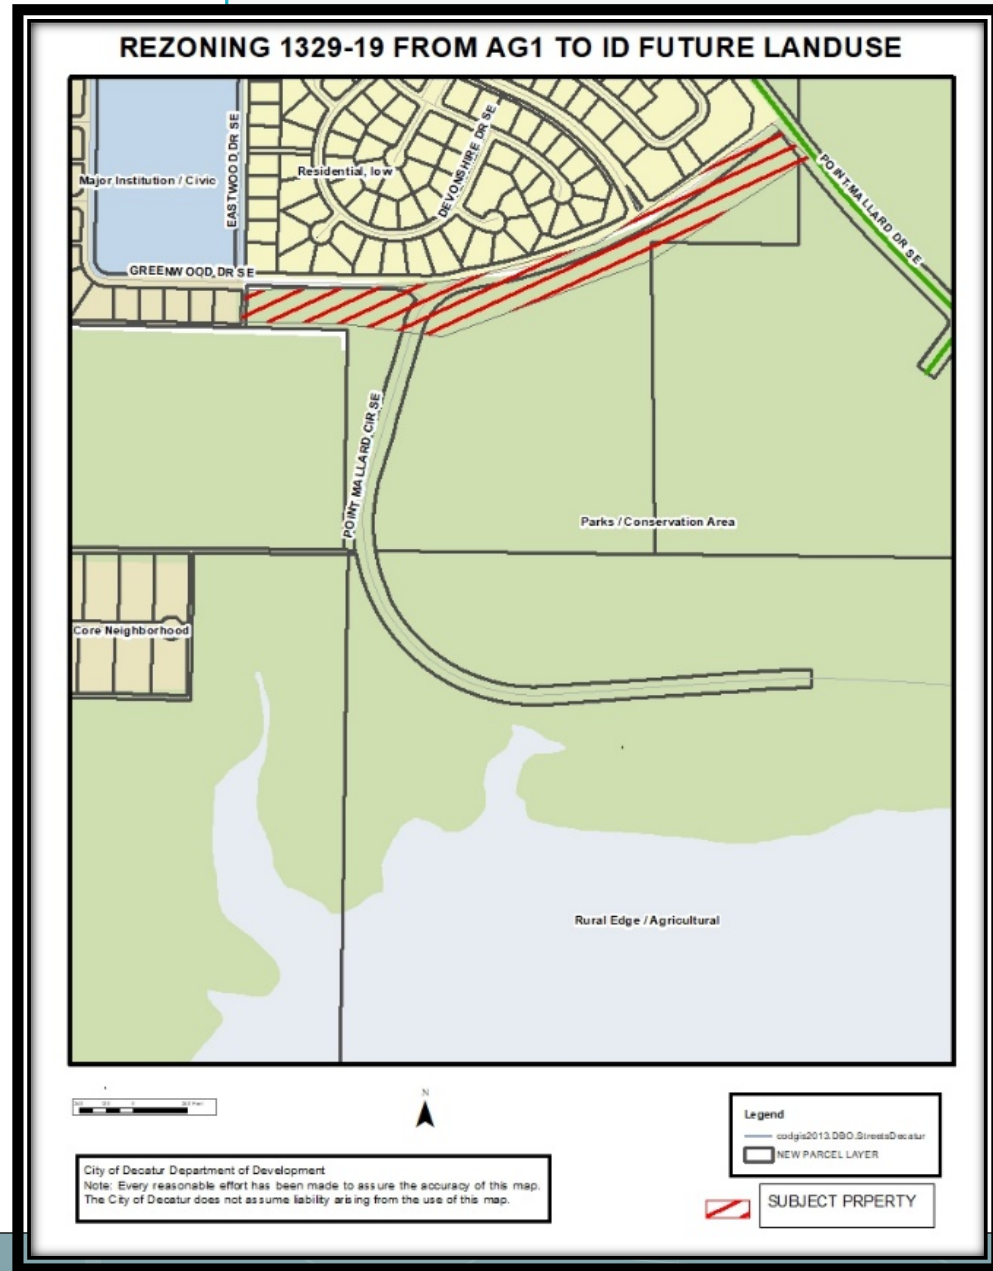 REZONING 1329-19 FROM AG1 TO ID FUTURE LANDUSE
EASTWOOD DR SE
Major Institution / Civic
Residential, low
DEVONSHIRE DR SE
POINT MALLARD DR SE
GREENWOOD DR SE
POINT MALLARD CIR SE
Parks / Conservation Area
Core Neighborhood
Rural Edge / Agricultural
N
Legend
codgis2013.DBO.StreetsDecatur
NEW PARCEL LAYER
City of Decatur Department of Development
Note: Every reasonable effort has been made to assure the accuracy of this map.
The City of Decatur does not assume liability arising from the use of this map.
SUBJECT PRPERTY